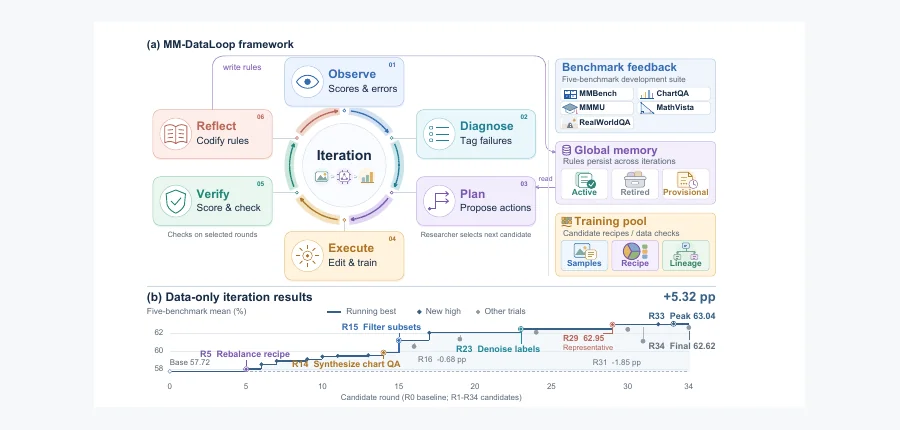 (a) MM-DataLoop framework
write rules
01
Observe
Scores & errors
06
Reflect
Codify rules
02
Diagnose
Tag failures
Iteration
05
Verify
Score & check
Checks on selected rounds
03
Plan
Propose actions
Researcher selects next candidate
read
04
Execute
Edit & train
Benchmark feedback
Five-benchmark development suite
MMBench
ChartQA
MMMU
MathVista
RealWorldQA
Global memory
Rules persist across iterations
Active
Retired
Provisional
Training pool
Candidate recipes / data checks
Samples
Recipe
Lineage
(b) Data-only iteration results
+5.32 pp
Five-benchmark mean (%)
Running best
New high
Other trials
R33 Peak 63.04
R15 Filter subsets
62
R29 62.95
Representative
R34 Final 62.62
R23 Denoise labels
60
R5 Rebalance recipe
R16 -0.68 pp
R31 -1.85 pp
Base 57.72
R14 Synthesize chart QA
58
0 5 10 15 20 25 30 34
Candidate round (R0 baseline; R1-R34 candidates)